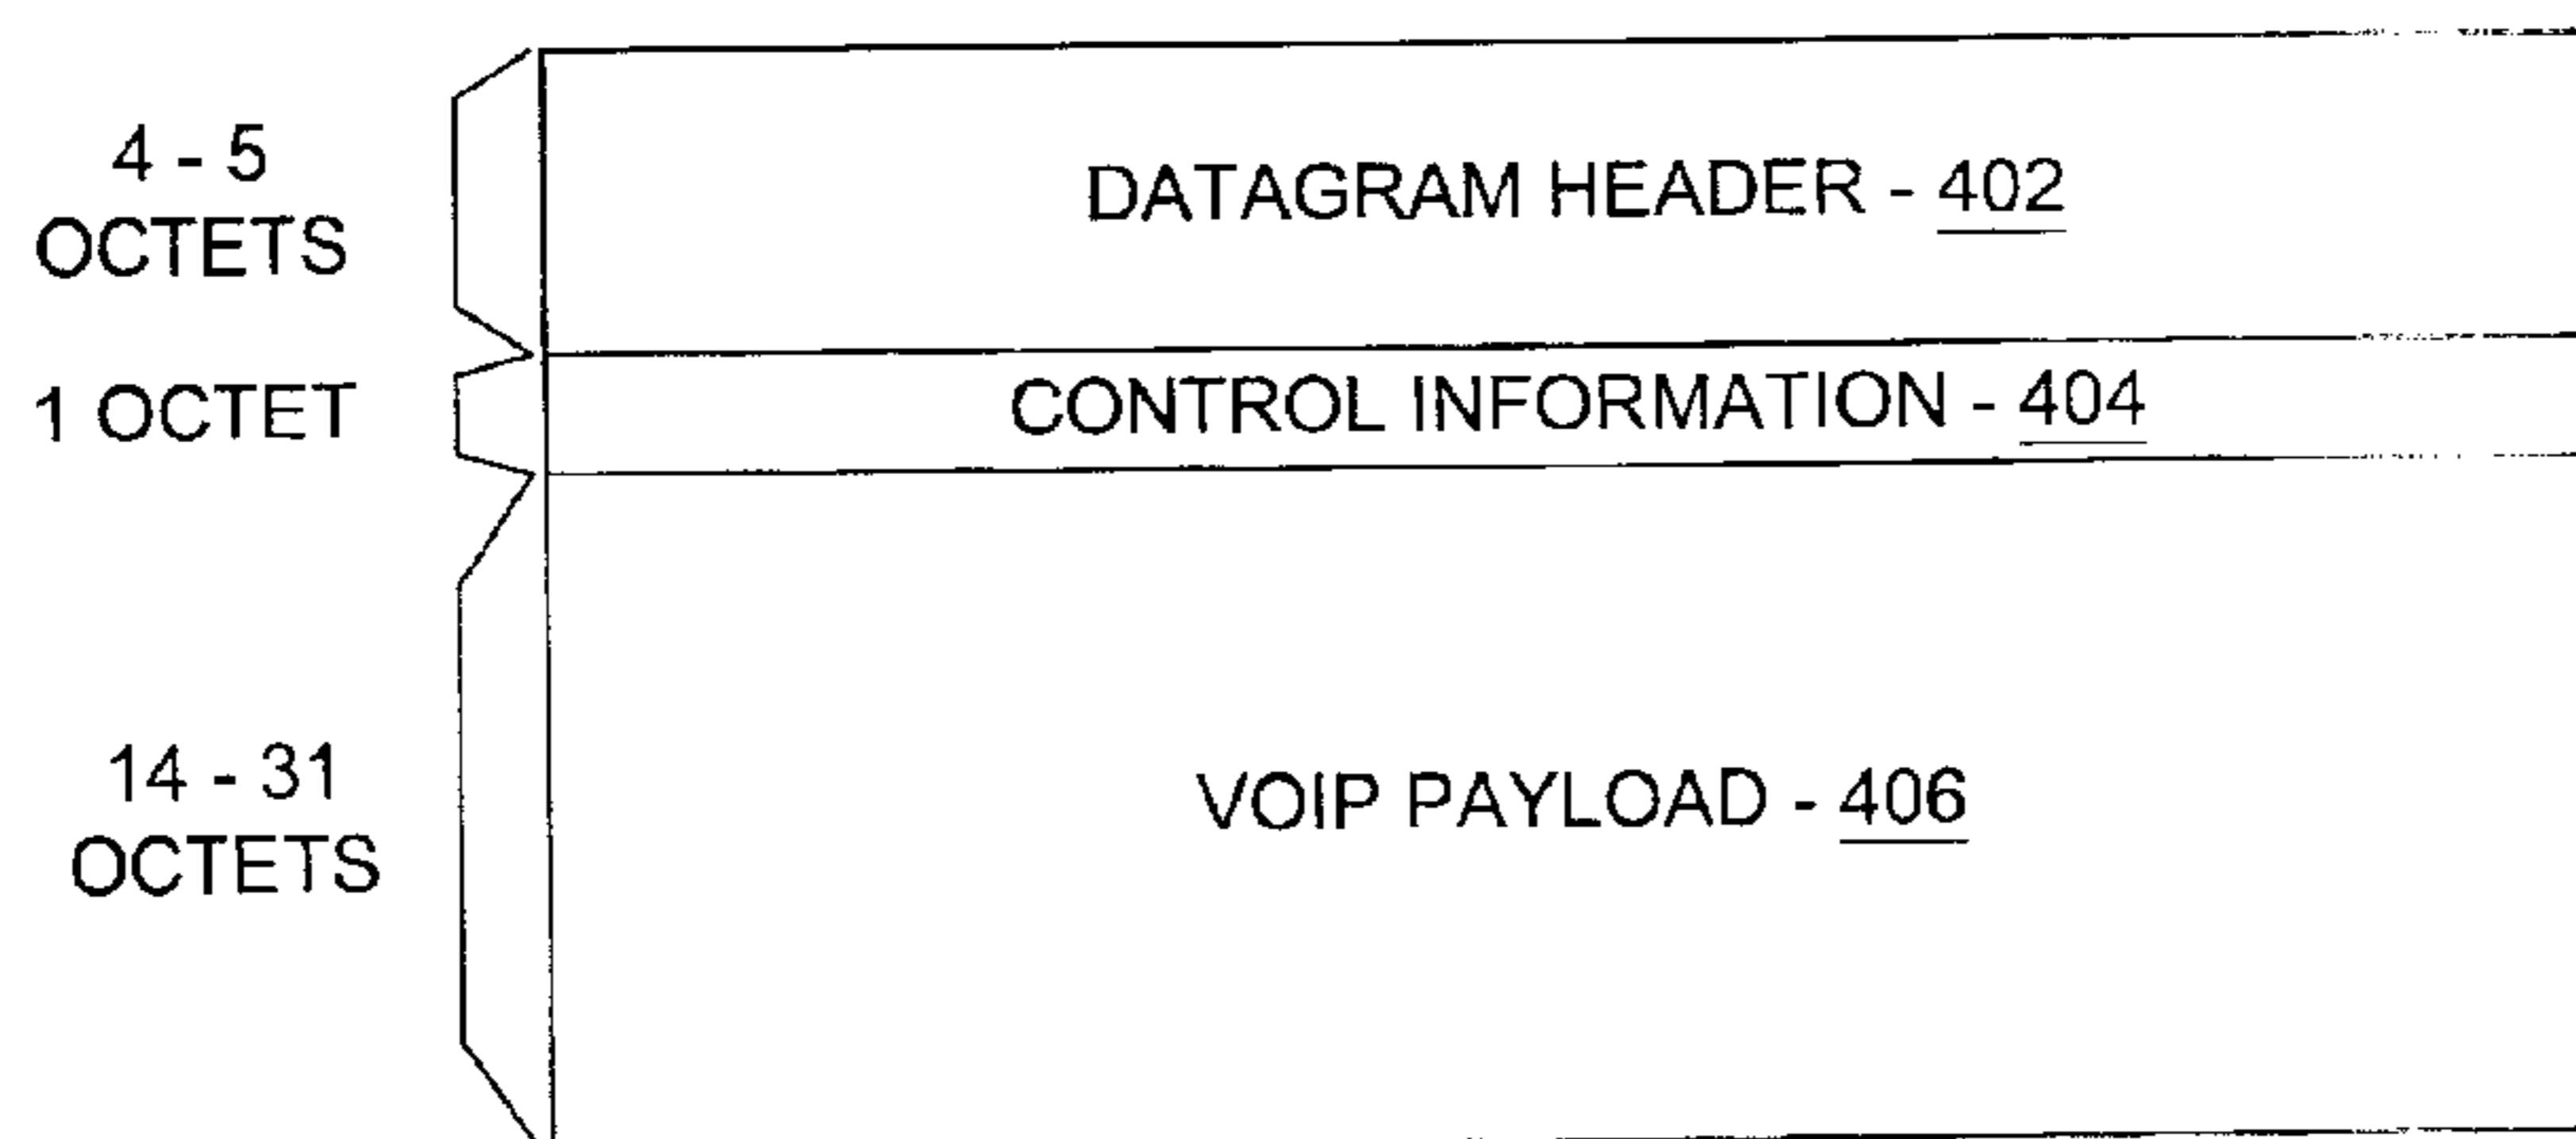 4 - 5
OCTETS
DATAGRAM HEADER - 402
1 OCTET
CONTROL INFORMATION - 404
14 - 31
OCTETS
VOIP PAYLOAD - 406